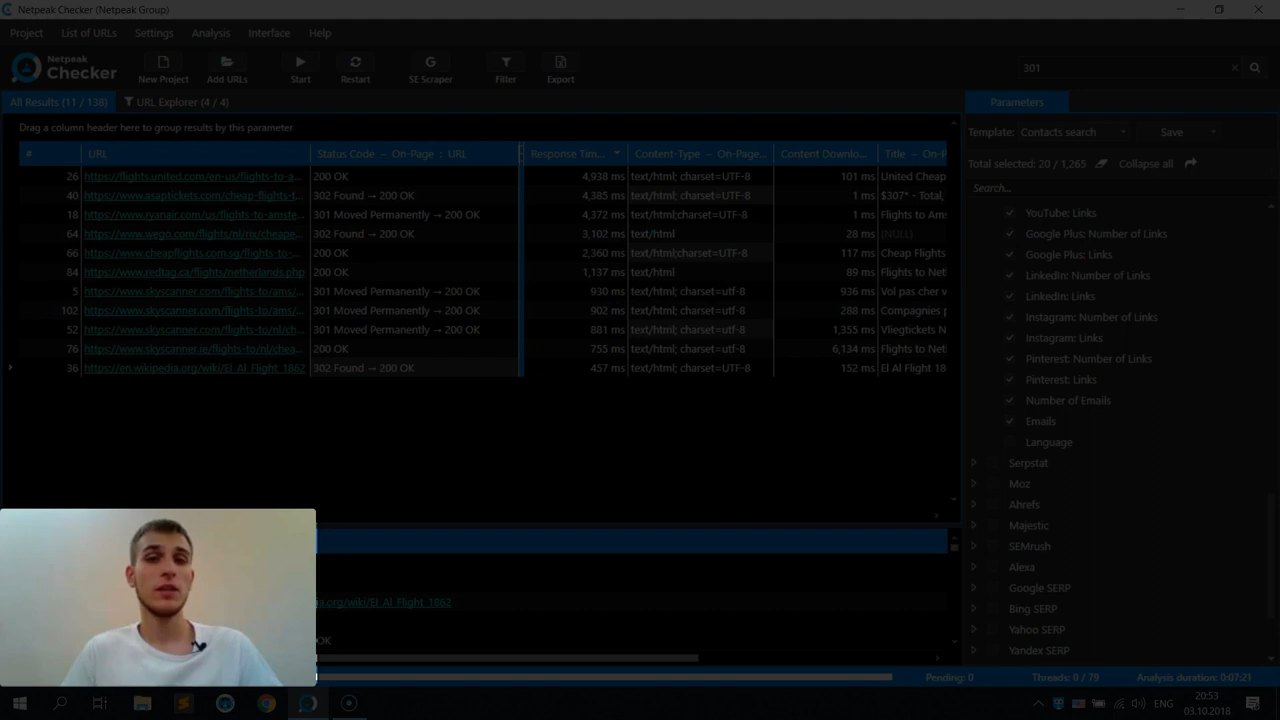 Netpeak Checker (Netpeak Group)
Project List of URLs Settings Analysis Interface Help
Netpeak Checker
New Project Add URLs Start Restart SE Scraper Filter Export
301
All Results (11 / 138) URL Explorer (4 / 4) Parameters
Drag a column header here to group results by this parameter
Template: Contacts search Save
# URL Status Code – On-Page : URL Response Tim... Content-Type – On-Page... Content Downlo... Title – On-P
Total selected: 20 / 1,265 Collapse all
Search...
26 https://flights.united.com/en-us/flights-to-a... 200 OK 4,938 ms text/html; charset=UTF-8 101 ms United Cheap
40 https://www.asaptickets.com/cheap-flights-t... 302 Found → 200 OK 4,385 ms text/html; charset=UTF-8 1 ms $307* - Total,
18 https://www.ryanair.com/us/flights-to-amste... 301 Moved Permanently → 200 OK 4,372 ms text/html;charset=UTF-8 1 ms Flights to Ams
64 https://www.wego.com/flights/nl/rix/cheape... 302 Found → 200 OK 3,102 ms text/html 28 ms (NULL)
66 https://www.cheapflights.com.sg/flights-to-... 200 OK 2,360 ms text/html;charset=UTF-8 117 ms Cheap Flights
84 https://www.redtag.ca/flights/netherlands.php 200 OK 1,137 ms text/html 89 ms Flights to Net
5 https://www.skyscanner.com/flights-to/ams/... 301 Moved Permanently → 200 OK 930 ms text/html; charset=utf-8 936 ms Vol pas cher v
102 https://www.skyscanner.com/flights-to/ams/... 301 Moved Permanently → 200 OK 902 ms text/html; charset=utf-8 288 ms Compagnies p
52 https://www.skyscanner.com/flights-to/nl/ch... 301 Moved Permanently → 200 OK 881 ms text/html; charset=utf-8 1,355 ms Vliegtickets N
76 https://www.skyscanner.ie/flights-to/nl/chea... 200 OK 755 ms text/html; charset=utf-8 6,134 ms Flights to Net
36 https://en.wikipedia.org/wiki/El_Al_Flight_1862 302 Found → 200 OK 457 ms text/html; charset=UTF-8 152 ms El Al Flight 18
YouTube: Links
Google Plus: Number of Links
Google Plus: Links
LinkedIn: Number of Links
LinkedIn: Links
Instagram: Number of Links
Instagram: Links
Pinterest: Number of Links
Pinterest: Links
Number of Emails
Emails
Language
Serpstat
Moz
Ahrefs
Majestic
SEMrush
Alexa
Google SERP
Bing SERP
Yahoo SERP
Yandex SERP
a.org/wiki/El_Al_Flight_1862
OK
Pending: 0 Threads: 0 / 79 Analysis duration: 0:07:21
ENG 20:53
03.10.2018